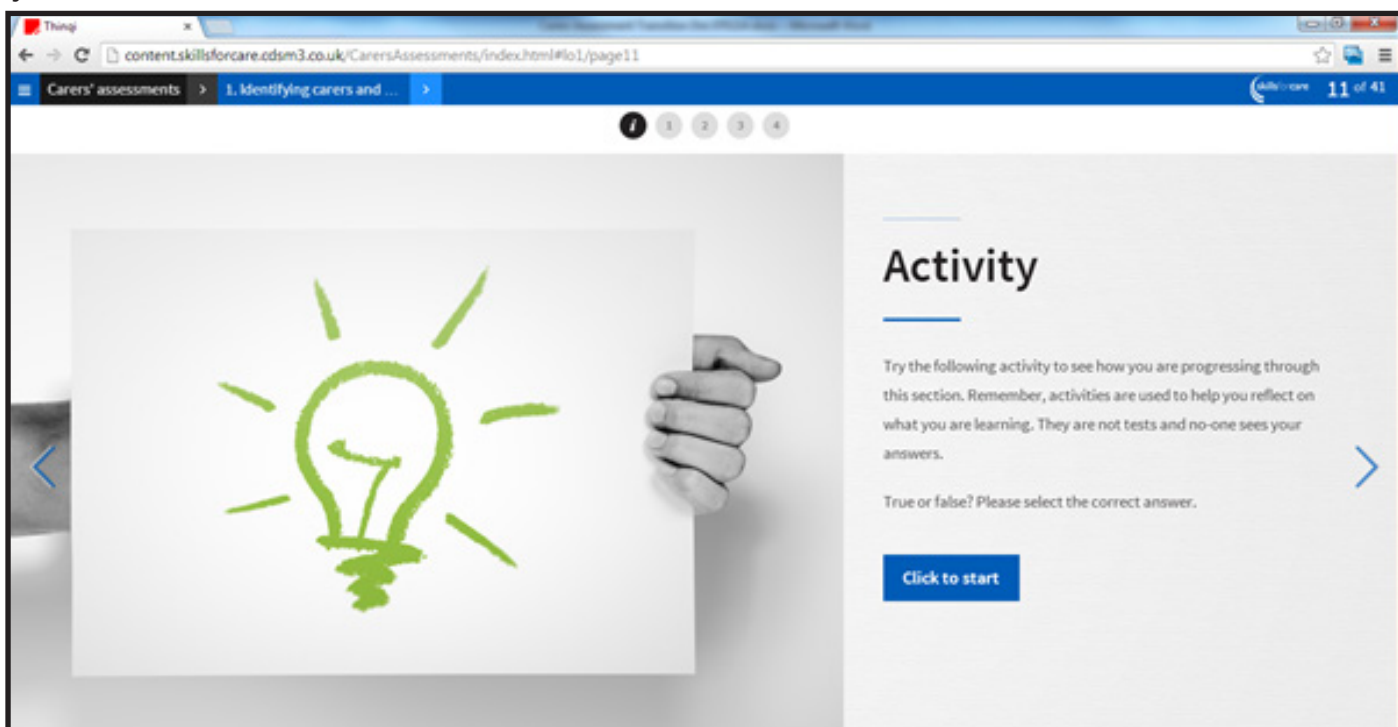 Thinqi
content.skillsforcare.cdsm3.co.uk/CarersAssessments/index.html#lo1/page11
Carers' assessments > 1. Identifying carers and ... >
skills for care 11 of 41
i 1 2 3 4
Activity
Try the following activity to see how you are progressing through
this section. Remember, activities are used to help you reflect on
what you are learning. They are not tests and no-one sees your
answers.
True or false? Please select the correct answer.
Click to start